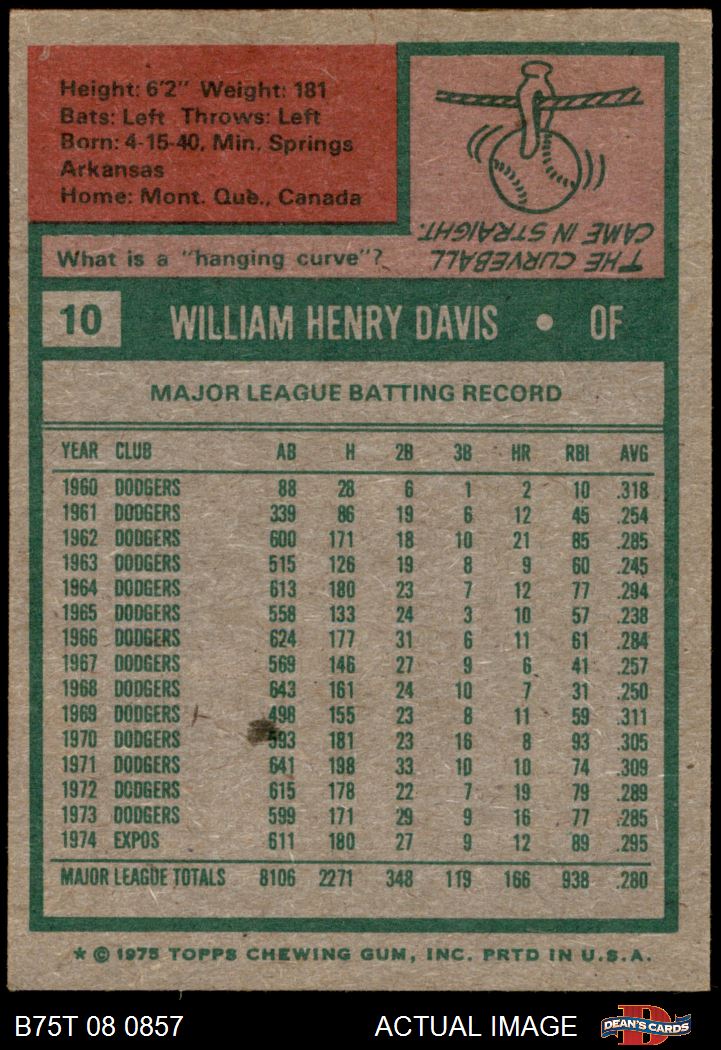 Height: 6'2" Weight: 181
Bats: Left Throws: Left
Born: 4-15-40, Min. Springs
Arkansas
Home: Mont. Que., Canada
What is a "hanging curve"?
THE CURVEBALL
CAME IN STRAIGHT.
10 WILLIAM HENRY DAVIS • OF
MAJOR LEAGUE BATTING RECORD
YEAR CLUB AB H 2B 3B HR RBI AVG
1960 DODGERS 88 28 6 1 2 10 .318
1961 DODGERS 339 86 19 6 12 45 .254
1962 DODGERS 600 171 18 10 21 85 .285
1963 DODGERS 515 126 19 8 9 60 .245
1964 DODGERS 613 180 23 7 12 77 .294
1965 DODGERS 558 133 24 3 10 57 .238
1966 DODGERS 624 177 31 6 11 61 .284
1967 DODGERS 569 146 27 9 6 41 .257
1968 DODGERS 643 161 24 10 7 31 .250
1969 DODGERS 498 155 23 8 11 59 .311
1970 DODGERS 593 181 23 16 8 93 .305
1971 DODGERS 641 198 33 10 10 74 .309
1972 DODGERS 615 178 22 7 19 79 .289
1973 DODGERS 599 171 29 9 16 77 .285
1974 EXPOS 611 180 27 9 12 89 .295
MAJOR LEAGUE TOTALS 8106 2271 348 119 166 938 .280
* © 1975 TOPPS CHEWING GUM, INC. PRTD IN U.S.A.
B75T 08 0857 ACTUAL IMAGE D DEAN'S CARDS